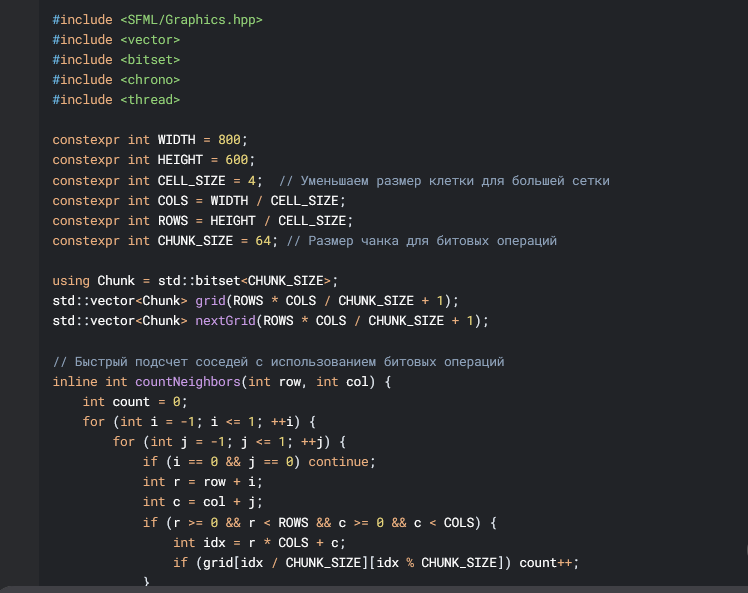 #include <SFML/Graphics.hpp>
#include <vector>
#include <bitset>
#include <chrono>
#include <thread>

constexpr int WIDTH = 800;
constexpr int HEIGHT = 600;
constexpr int CELL_SIZE = 4;  // Уменьшаем размер клетки для большей сетки
constexpr int COLS = WIDTH / CELL_SIZE;
constexpr int ROWS = HEIGHT / CELL_SIZE;
constexpr int CHUNK_SIZE = 64; // Размер чанка для битовых операций

using Chunk = std::bitset<CHUNK_SIZE>;
std::vector<Chunk> grid(ROWS * COLS / CHUNK_SIZE + 1);
std::vector<Chunk> nextGrid(ROWS * COLS / CHUNK_SIZE + 1);

// Быстрый подсчет соседей с использованием битовых операций
inline int countNeighbors(int row, int col) {
    int count = 0;
    for (int i = -1; i <= 1; ++i) {
        for (int j = -1; j <= 1; ++j) {
            if (i == 0 && j == 0) continue;
            int r = row + i;
            int c = col + j;
            if (r >= 0 && r < ROWS && c >= 0 && c < COLS) {
                int idx = r * COLS + c;
                if (grid[idx / CHUNK_SIZE][idx % CHUNK_SIZE]) count++;
            }